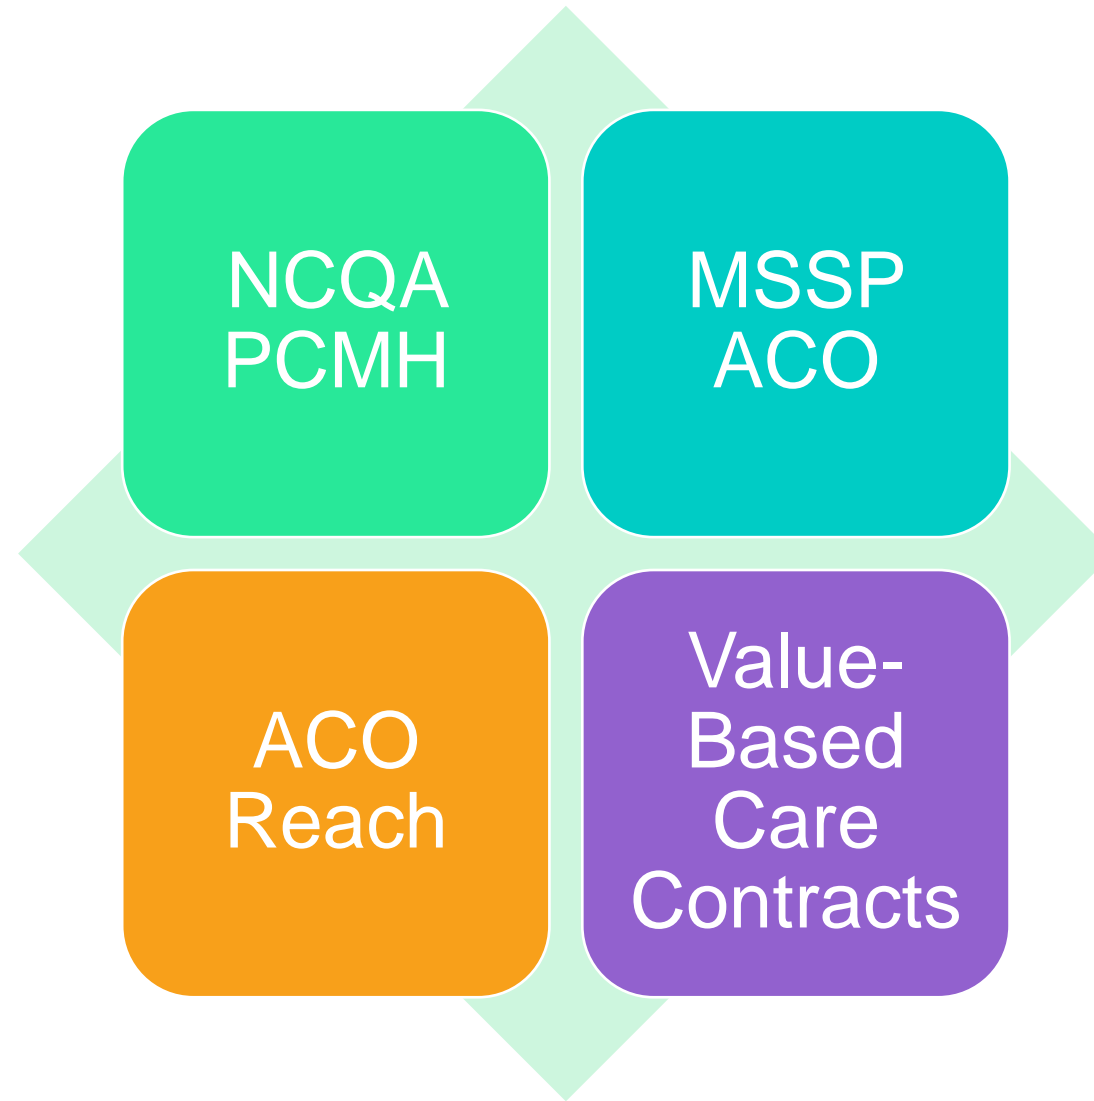 NCQA
PCMH
MSSP
ACO
ACO
Reach
Value-
Based
Care
Contracts